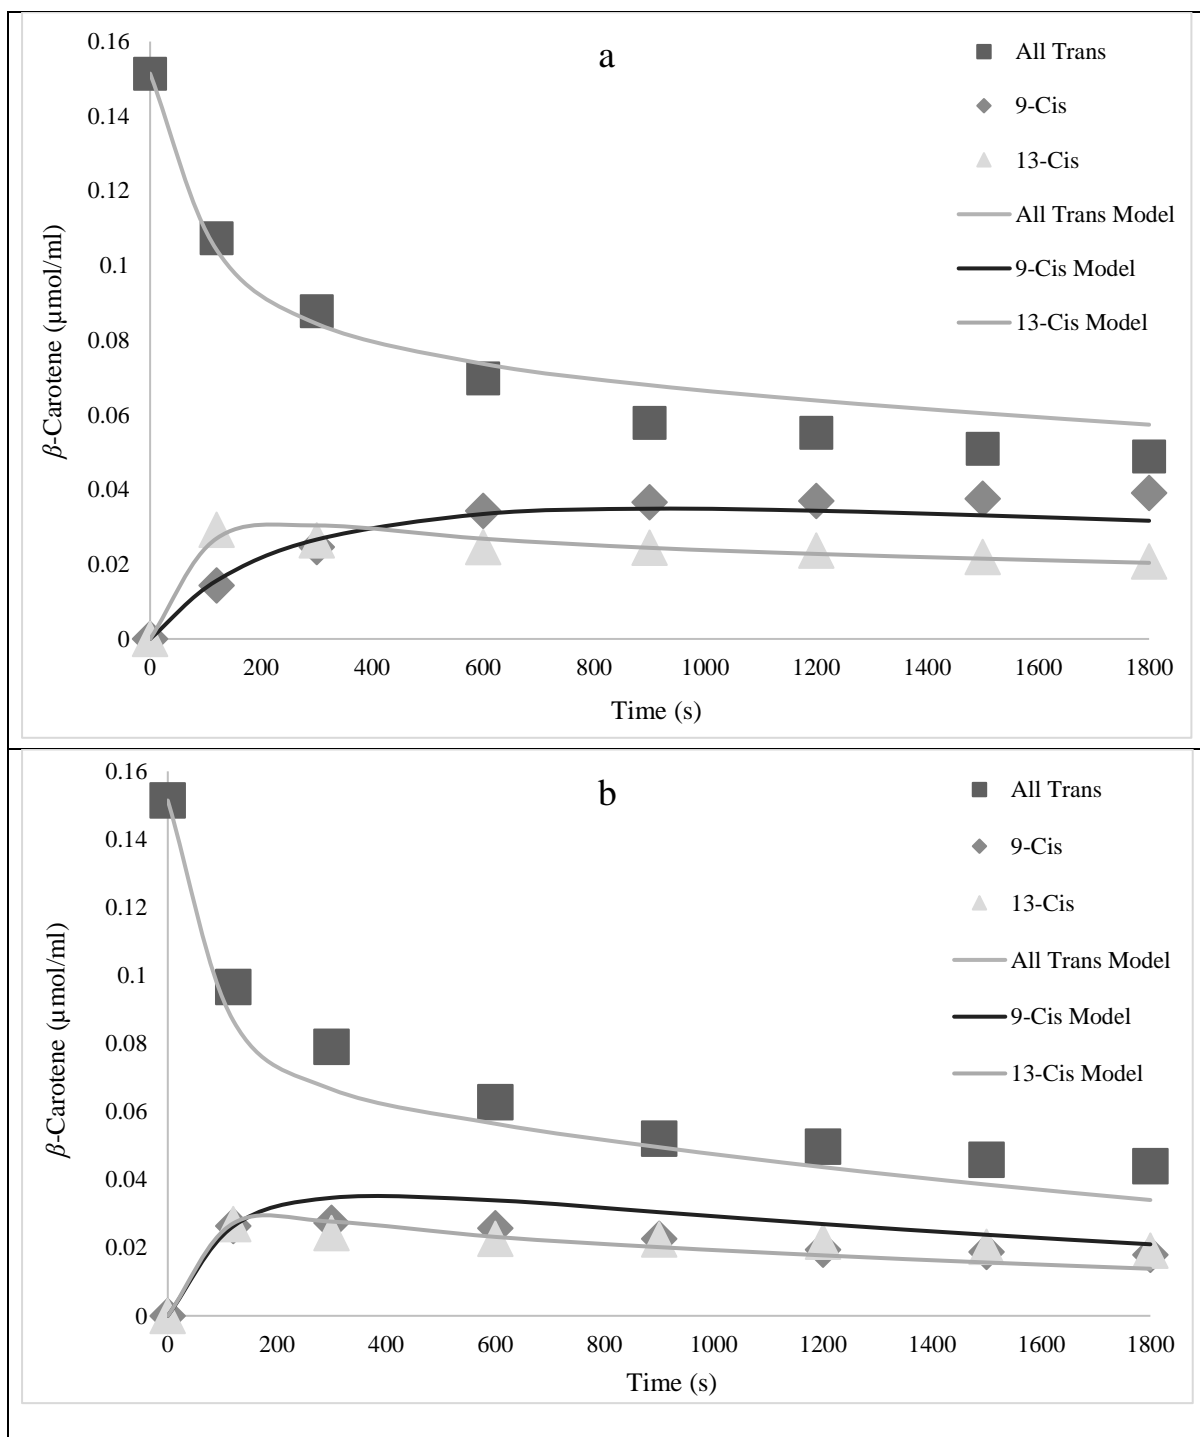 a
0.16
0.14
0.12
0.1
0.08
0.06
0.04
0.02
0
β-Carotene (µmol/ml)
0 200 400 600 800 1000 1200 1400 1600 1800
Time (s)
All Trans
9-Cis
13-Cis
All Trans Model
9-Cis Model
13-Cis Model
b
0.16
0.14
0.12
0.1
0.08
0.06
0.04
0.02
0
β-Carotene (µmol/ml)
0 200 400 600 800 1000 1200 1400 1600 1800
Time (s)
All Trans
9-Cis
13-Cis
All Trans Model
9-Cis Model
13-Cis Model